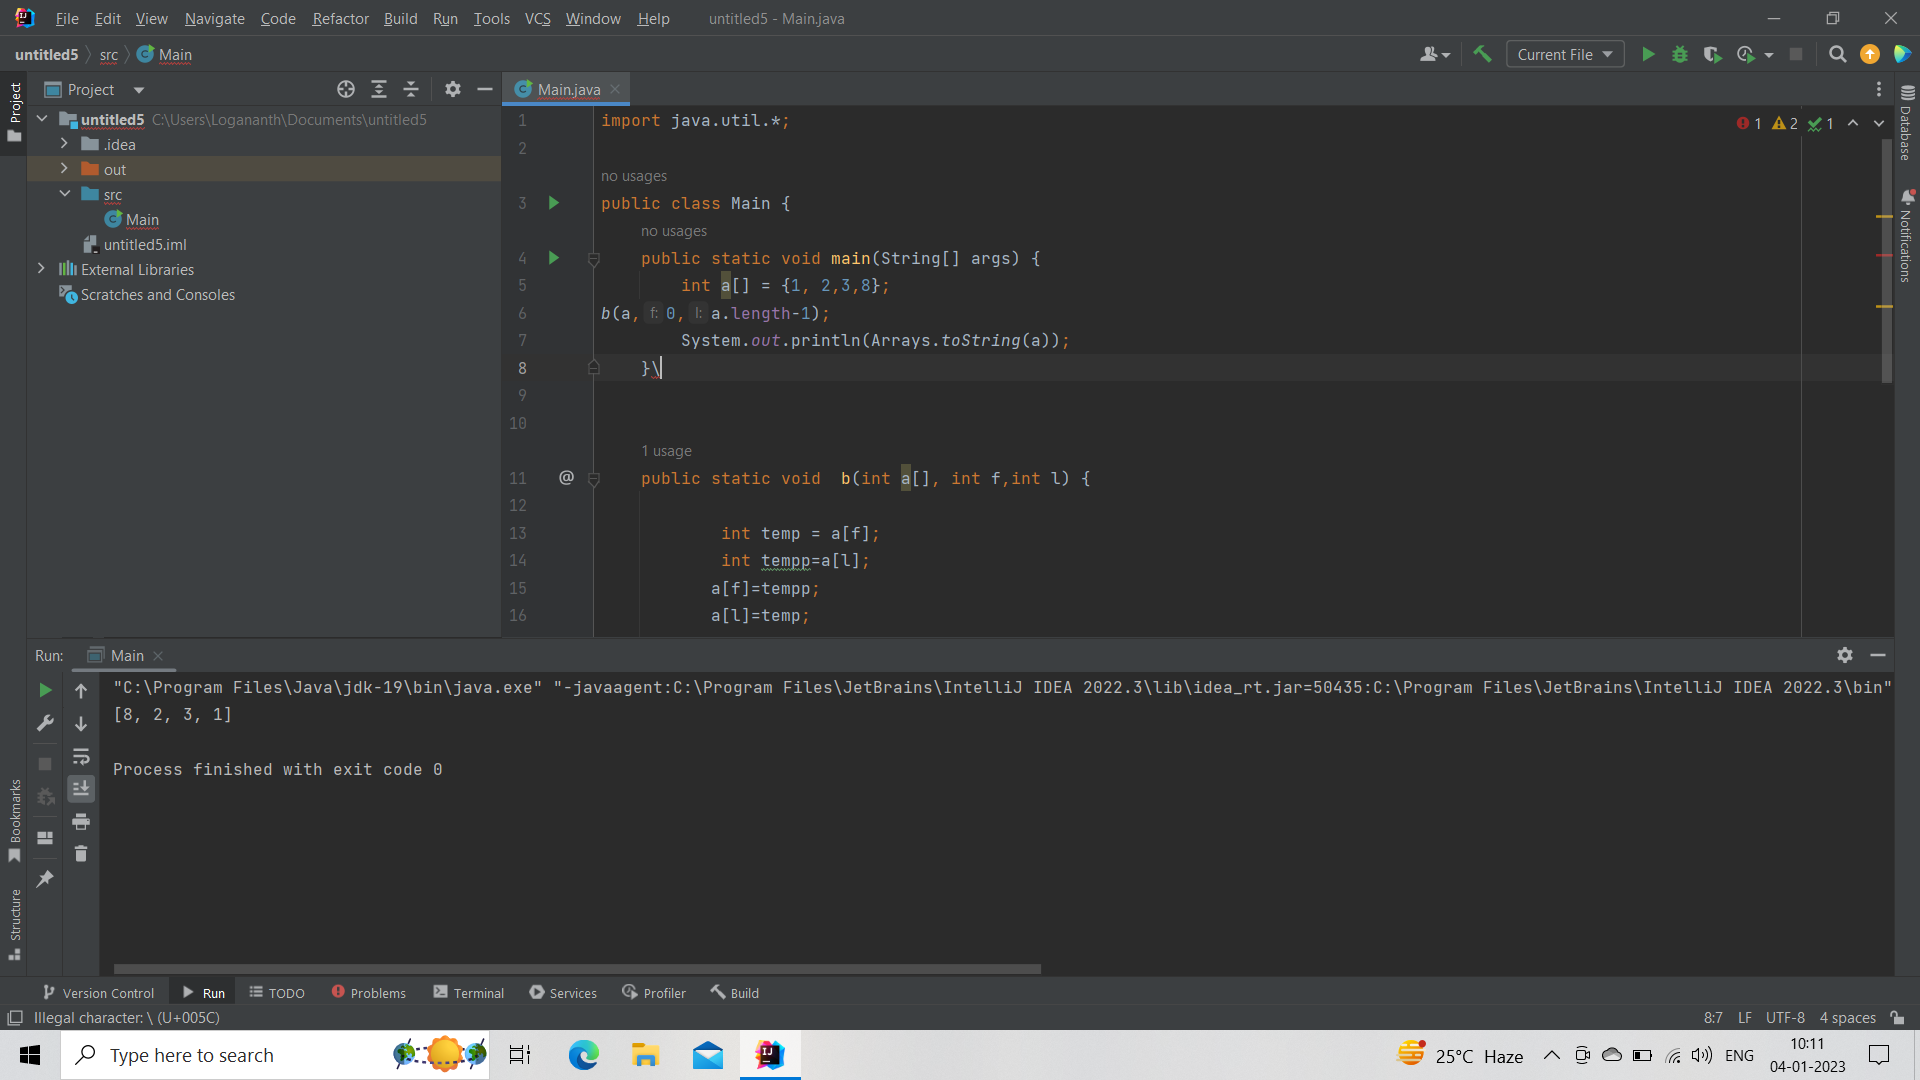 File Edit View Navigate Code Refactor Build Run Tools VCS Window Help untitled5 - Main.java
untitled5 src Main Current File
Project
Project
Main.java
untitled5 C:\Users\Logananth\Documents\untitled5
.idea
out
src
Main
untitled5.iml
External Libraries
Scratches and Consoles
1 import java.util.*;
1 2 1
2
no usages
3 public class Main {
no usages
4 public static void main(String[] args) {
5 int a[] = {1, 2,3,8};
6 b(a, f: 0, l: a.length-1);
7 System.out.println(Arrays.toString(a));
8 }\
9
10
1 usage
11 @ public static void  b(int a[], int f,int l) {
12
13 int temp = a[f];
14 int tempp=a[l];
15 a[f]=tempp;
16 a[l]=temp;
Database
Notifications
Run: Main
"C:\Program Files\Java\jdk-19\bin\java.exe" "-javaagent:C:\Program Files\JetBrains\IntelliJ IDEA 2022.3\lib\idea_rt.jar=50435:C:\Program Files\JetBrains\IntelliJ IDEA 2022.3\bin"
[8, 2, 3, 1]
Process finished with exit code 0
Bookmarks
Structure
Version Control Run TODO Problems Terminal Services Profiler Build
Illegal character: \ (U+005C) 8:7 LF UTF-8 4 spaces
Type here to search 25°C Haze ENG 10:11
04-01-2023